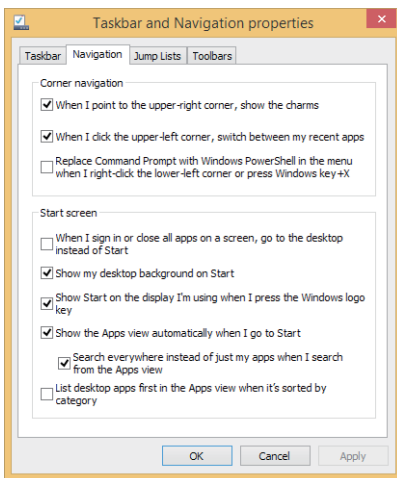 Taskbar and Navigation properties
Taskbar Navigation Jump Lists Toolbars
Corner navigation
When I point to the upper-right corner, show the charms
When I click the upper-left corner, switch between my recent apps
Replace Command Prompt with Windows PowerShell in the menu
when I right-click the lower-left corner or press Windows key+X
Start screen
When I sign in or close all apps on a screen, go to the desktop
instead of Start
Show my desktop background on Start
Show Start on the display I'm using when I press the Windows logo
key
Show the Apps view automatically when I go to Start
Search everywhere instead of just my apps when I search
from the Apps view
List desktop apps first in the Apps view when it's sorted by
category
OK Cancel Apply